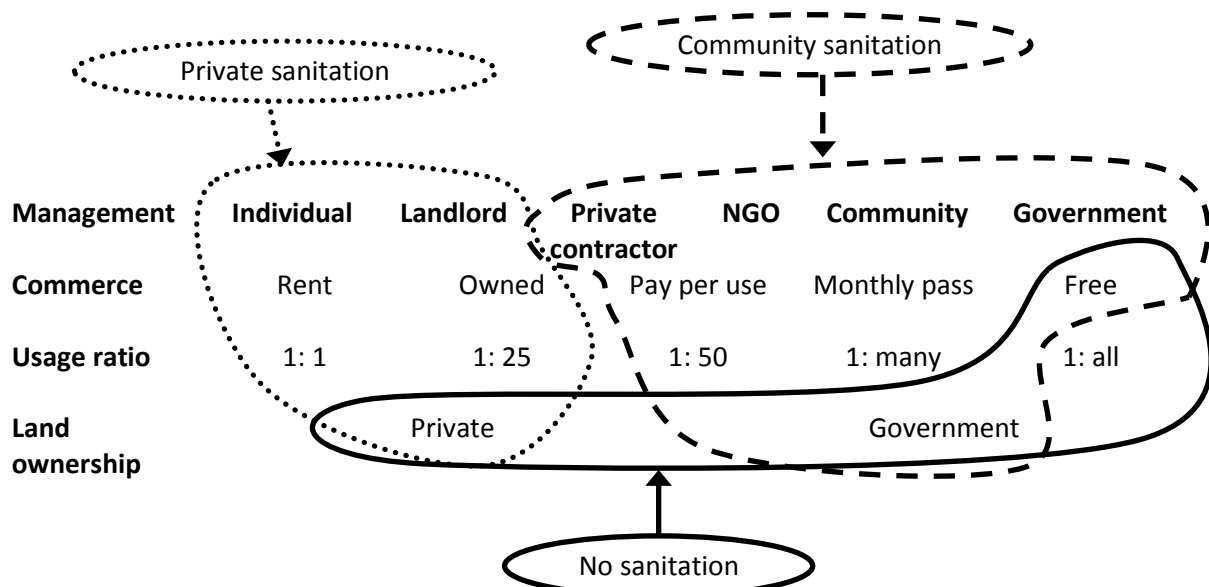 Community sanitation
Private sanitation
Management Individual Landlord Private NGO Community Government
contractor
Commerce Rent Owned Pay per use Monthly pass Free
Usage ratio 1: 1 1: 25 1: 50 1: many 1: all
Land Private Government
ownership
No sanitation